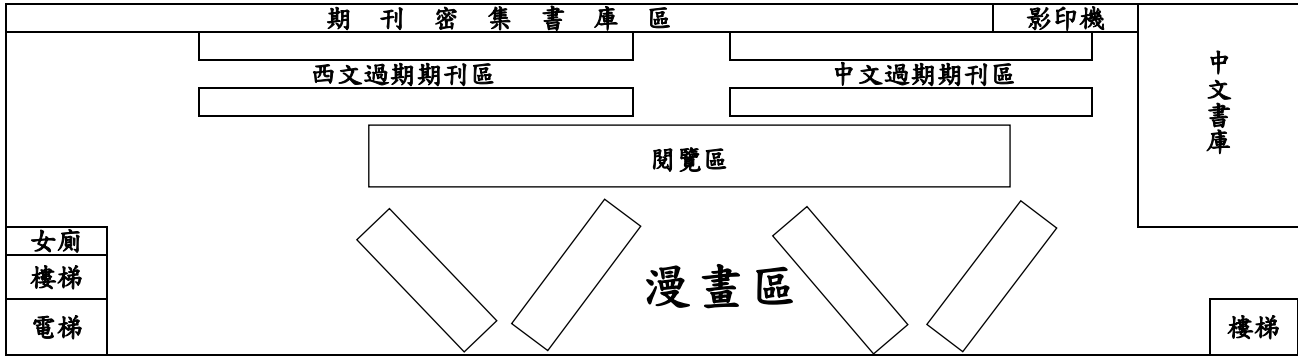 期刊密集書庫區
影印機
西文過期期刊區
中文過期期刊區
中文書庫
閱覽區
女廁
樓梯
電梯
漫畫區
樓梯